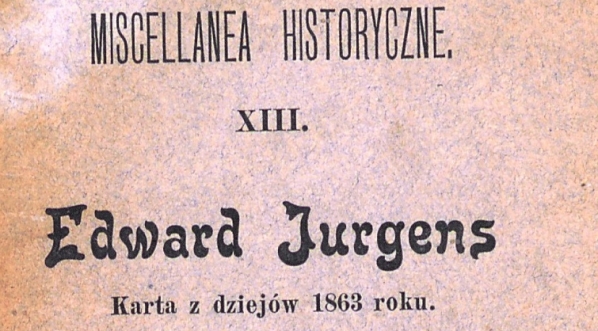 MISCELLANEA HISTORYCZNE.
XIII.
Edward Jurgens
Karta z dziejów 1863 roku.